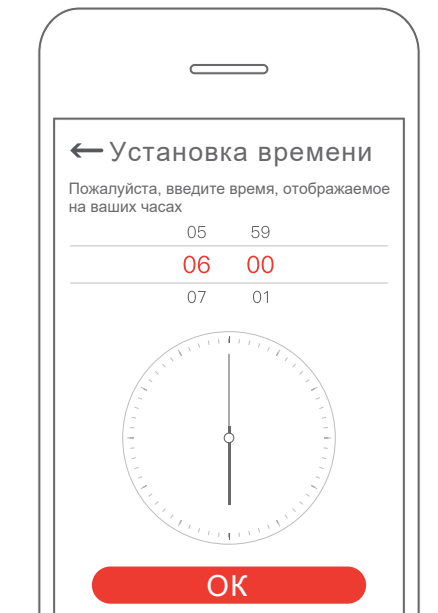 Установка времени
Пожалуйста, введите время, отображаемое
на ваших часах
05 59
06 00
07 01
ОК